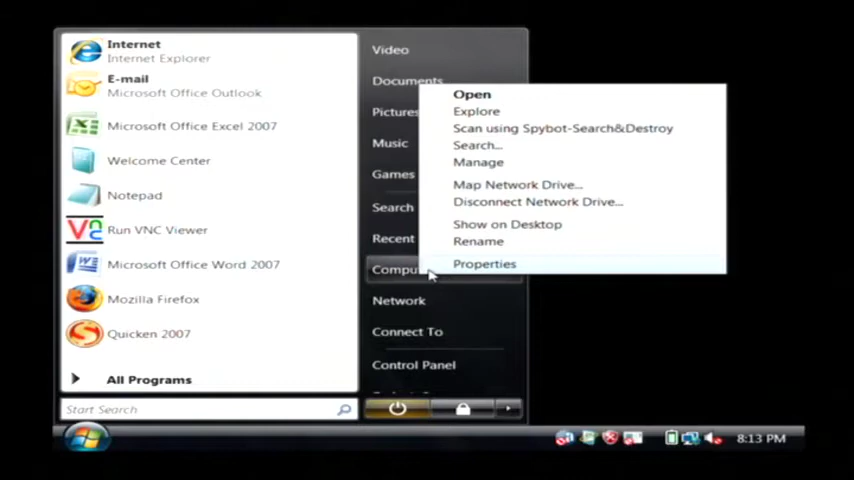 Internet
Internet Explorer
E-mail
Microsoft Office Outlook
Microsoft Office Excel 2007
Welcome Center
Notepad
Run VNC Viewer
Microsoft Office Word 2007
Mozilla Firefox
Quicken 2007
All Programs
Start Search
Video
Documents
Pictures
Music
Games
Search
Recent
Comput
Network
Connect To
Control Panel
Open
Explore
Scan using Spybot-Search&Destroy
Search...
Manage
Map Network Drive...
Disconnect Network Drive...
Show on Desktop
Rename
Properties
8:13 PM